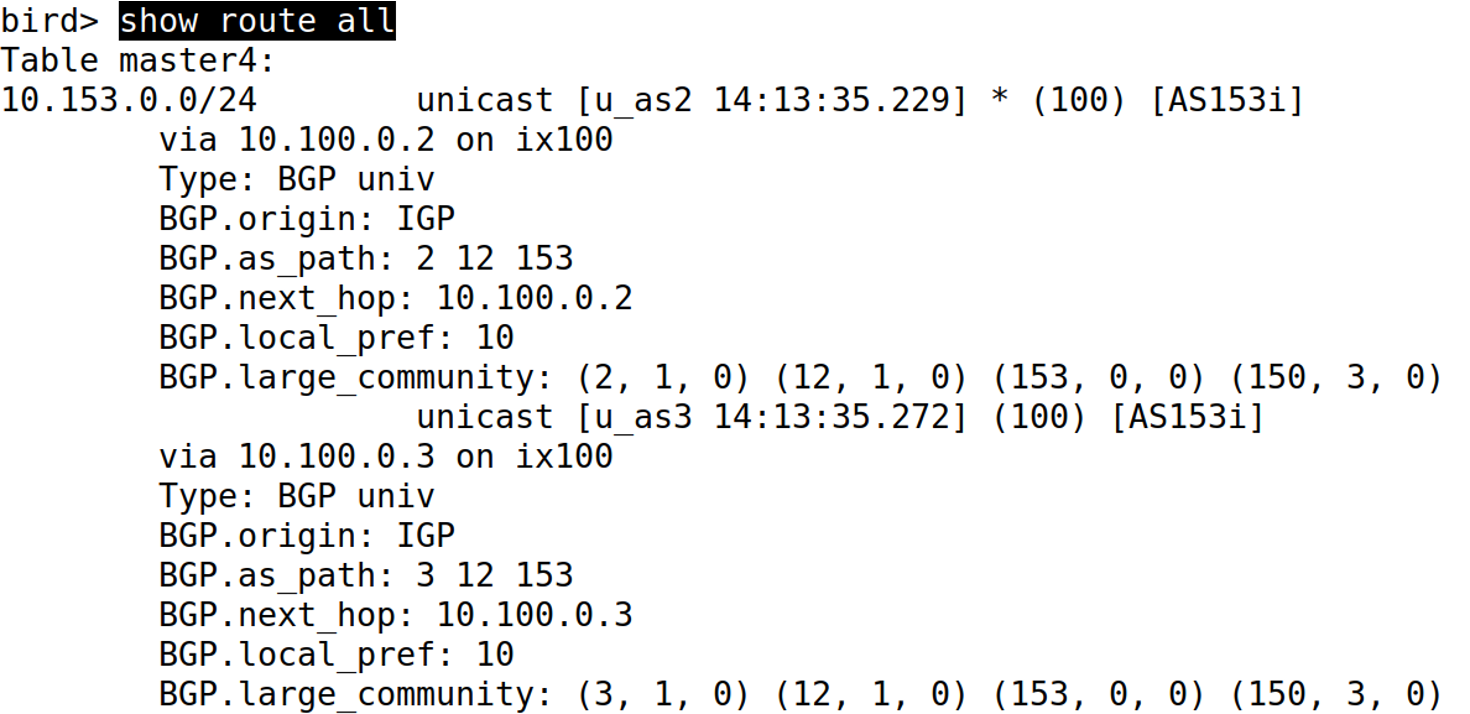 bird> show route all
Table master4:
10.153.0.0/24        unicast [u_as2 14:13:35.229] * (100) [AS153i]
        via 10.100.0.2 on ix100
        Type: BGP univ
        BGP.origin: IGP
        BGP.as_path: 2 12 153
        BGP.next_hop: 10.100.0.2
        BGP.local_pref: 10
        BGP.large_community: (2, 1, 0) (12, 1, 0) (153, 0, 0) (150, 3, 0)
                     unicast [u_as3 14:13:35.272] (100) [AS153i]
        via 10.100.0.3 on ix100
        Type: BGP univ
        BGP.origin: IGP
        BGP.as_path: 3 12 153
        BGP.next_hop: 10.100.0.3
        BGP.local_pref: 10
        BGP.large_community: (3, 1, 0) (12, 1, 0) (153, 0, 0) (150, 3, 0)